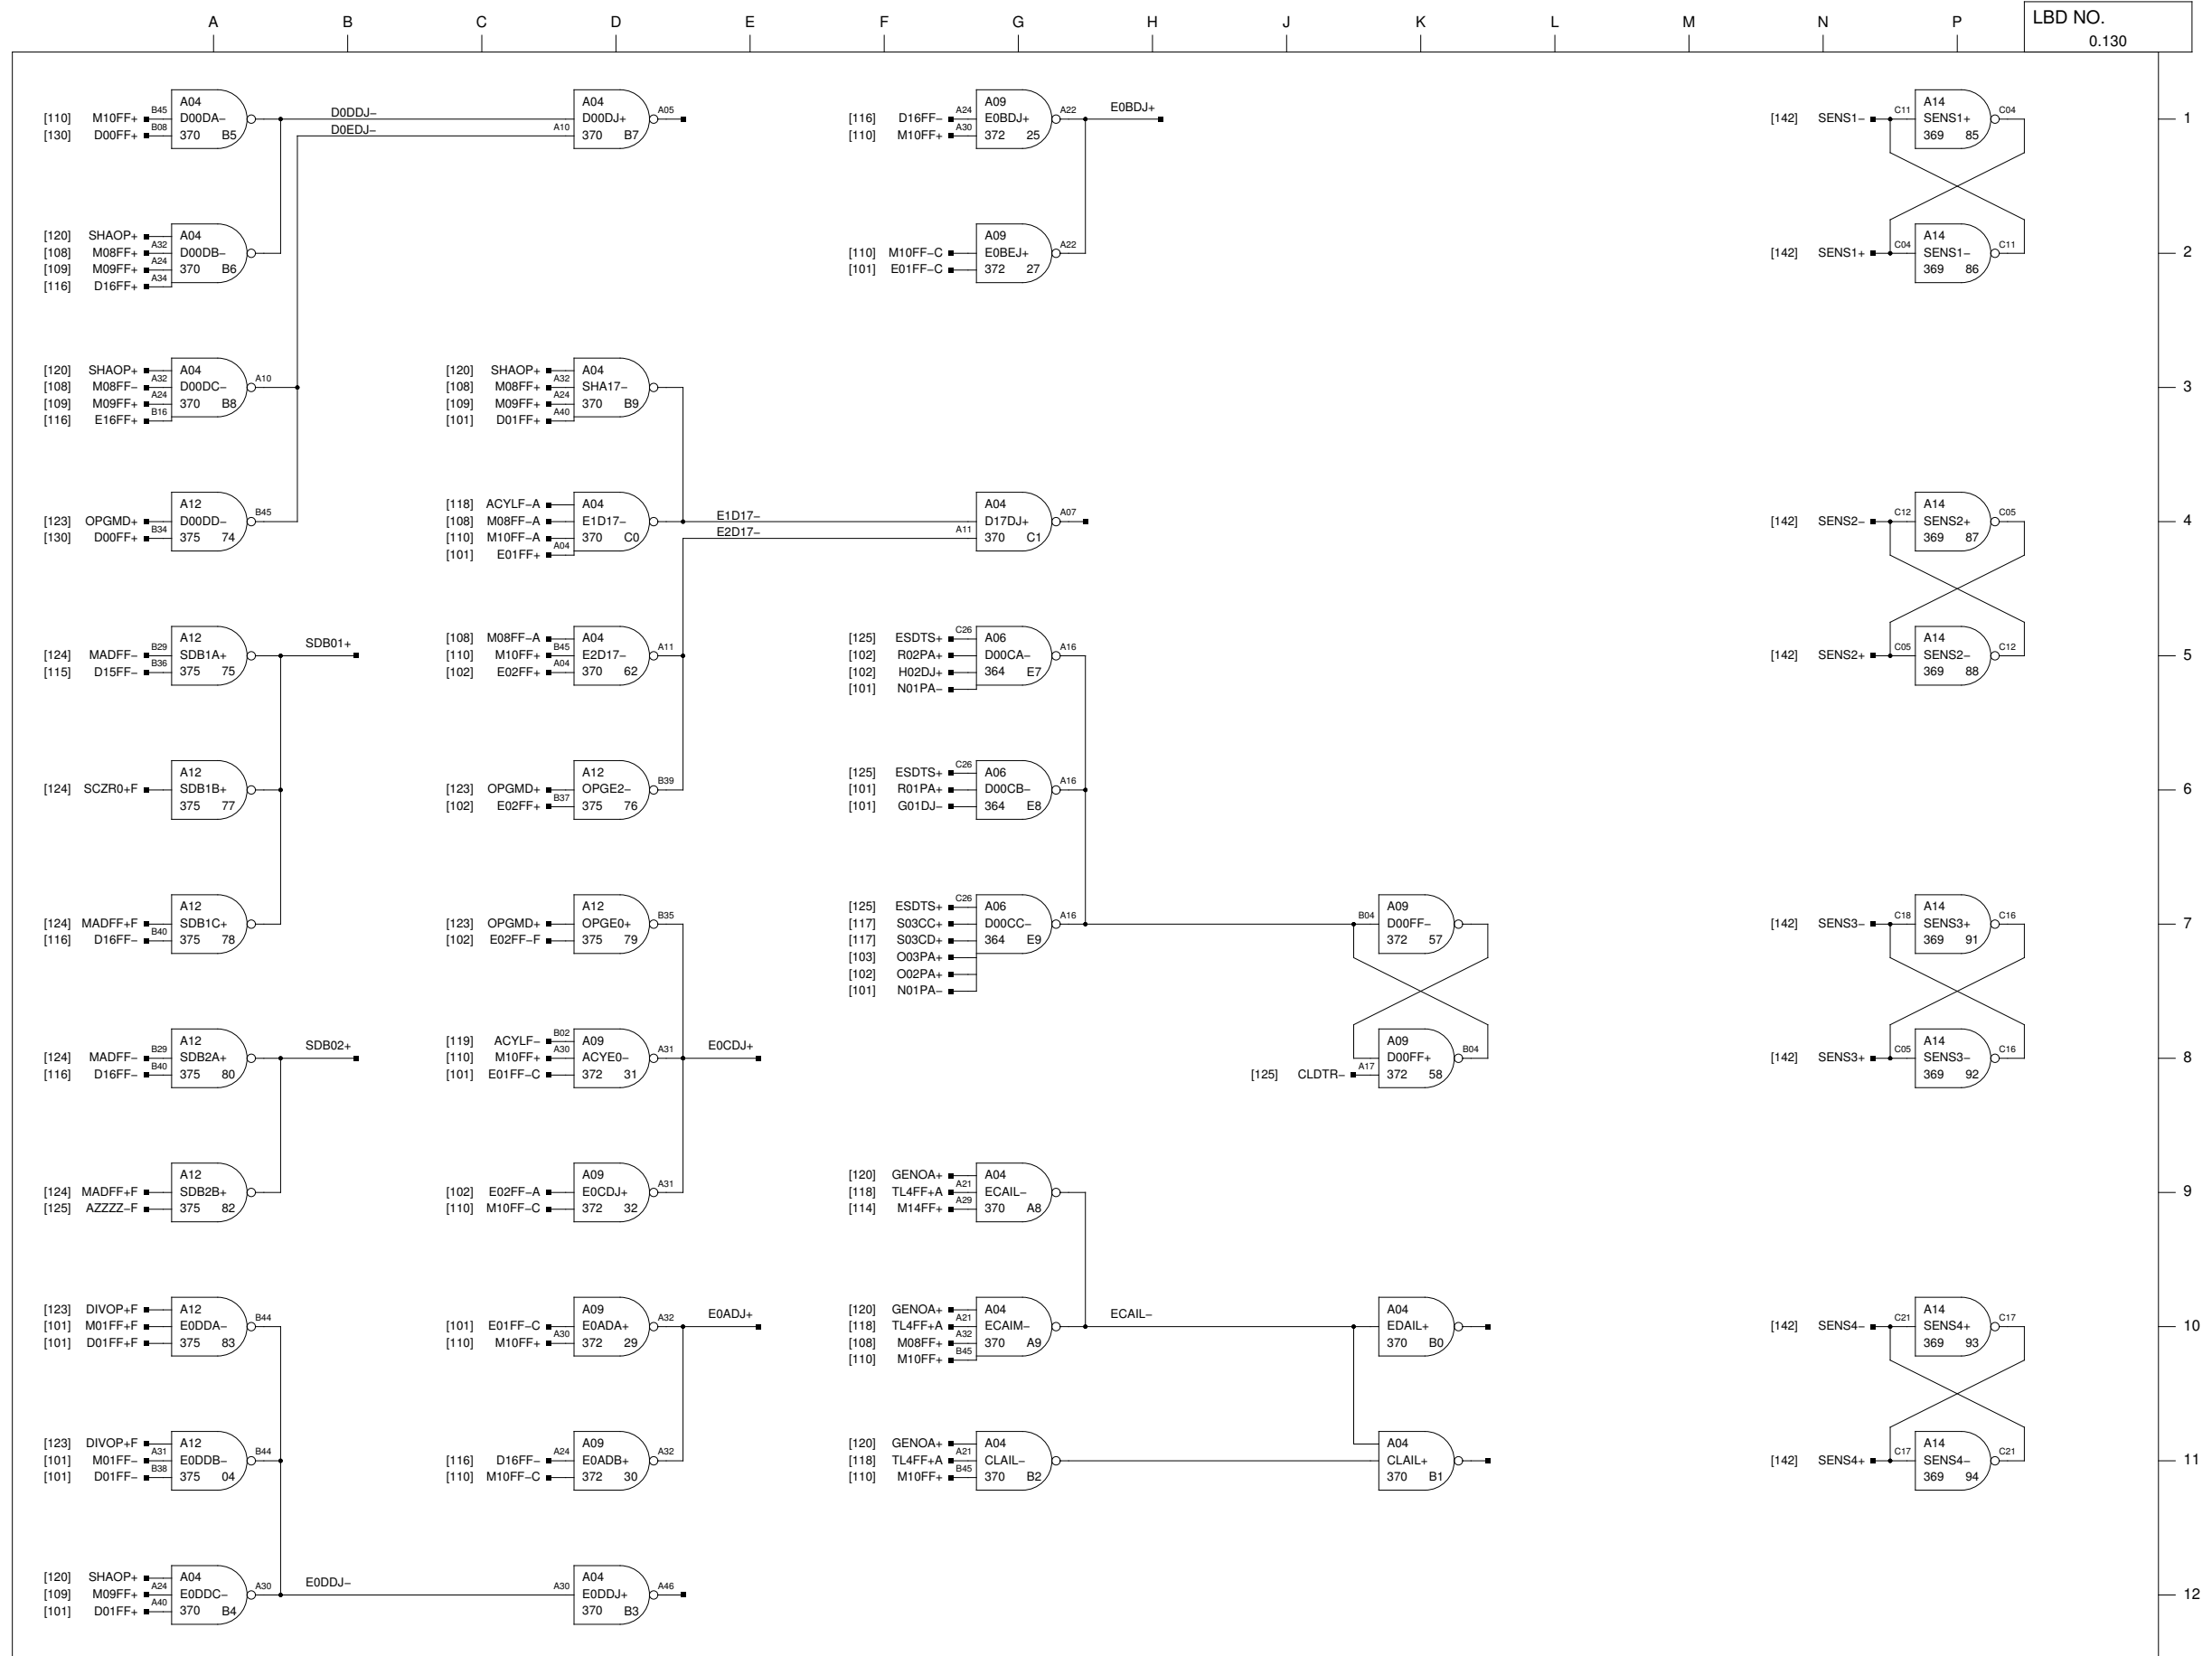 A B C D E F G H J K L M N P
LBD NO.
0.130
[110] M10FF+ B45 A04
[130] D00FF+ B08 D00DA−
370 B5
D0DDJ−
D0EDJ−
A10 A04 A05
D00DJ+
370 B7
[116] D16FF− A24 A09 A22 E0BDJ+
[110] M10FF+ A30 E0BDJ+
372 25
[142] SENS1− C11 A14 C04
SENS1+
369 85
1
[120] SHAOP+ A04
[108] M08FF+ A32 D00DB−
[109] M09FF+ A24 370 B6
[116] D16FF+ A34
[110] M10FF−C A09 A22
[101] E01FF−C E0BEJ+
372 27
[142] SENS1+ C04 A14 C11
SENS1−
369 86
2
[120] SHAOP+ A04 A10
[108] M08FF− A32 D00DC−
[109] M09FF+ A24 370 B8
[116] E16FF+ B16
[120] SHAOP+ A04
[108] M08FF+ A32 SHA17−
[109] M09FF+ A24 370 B9
[101] D01FF+ A40
3
[123] OPGMD+ A12 B45
[130] D00FF+ B34 D00DD−
375 74
[118] ACYLF−A A04
[108] M08FF−A E1D17−
[110] M10FF−A 370 C0
[101] E01FF+ A04
E1D17−
E2D17−
A11 A04 A07
D17DJ+
370 C1
[142] SENS2− C12 A14 C05
SENS2+
369 87
4
[124] MADFF− B29 A12 SDB01+
[115] D15FF− B36 SDB1A+
375 75
[108] M08FF−A A04 A11
[110] M10FF+ B45 E2D17−
[102] E02FF+ A04 370 62
[125] ESDTS+ C26 A06 A16
[102] R02PA+ D00CA−
[102] H02DJ+ 364 E7
[101] N01PA−
[142] SENS2+ C05 A14 C12
SENS2−
369 88
5
[124] SCZR0+F A12
SDB1B+
375 77
[123] OPGMD+ A12 B39
[102] E02FF+ B37 OPGE2−
375 76
[125] ESDTS+ C26 A06 A16
[101] R01PA+ D00CB−
[101] G01DJ− 364 E8
6
[124] MADFF+F A12
[116] D16FF− B40 SDB1C+
375 78
[123] OPGMD+ A12 B35
[102] E02FF−F OPGE0+
375 79
[125] ESDTS+ C26 A06 A16
[117] S03CC+ D00CC−
[117] S03CD+ 364 E9
[103] O03PA+
[102] O02PA+
[101] N01PA−
B04 A09
D00FF−
372 57
[142] SENS3− C18 A14 C16
SENS3+
369 91
7
[124] MADFF− B29 A12 SDB02+
[116] D16FF− B40 SDB2A+
375 80
[119] ACYLF− B02 A09 A31 E0CDJ+
[110] M10FF+ A30 ACYE0−
[101] E01FF−C 372 31
[125] CLDTR− A17 A09 B04
D00FF+
372 58
[142] SENS3+ C05 A14 C16
SENS3−
369 92
8
[124] MADFF+F A12
[125] AZZZZ−F SDB2B+
375 82
[102] E02FF−A A09 A31
[110] M10FF−C E0CDJ+
372 32
[120] GENOA+ A04
[118] TL4FF+A A21 ECAIL−
[114] M14FF+ A29 370 A8
9
[123] DIVOP+F A12 B44
[101] M01FF+F E0DDA−
[101] D01FF+F 375 83
[101] E01FF−C A09 A32 E0ADJ+
[110] M10FF+ A30 E0ADA+
372 29
[120] GENOA+ A04 ECAIL−
[118] TL4FF+A A21 ECAIM−
[108] M08FF+ A32 370 A9
[110] M10FF+ B45
A04
EDAIL+
370 B0
[142] SENS4− C21 A14 C17
SENS4+
369 93
10
[123] DIVOP+F A12 B44
[101] M01FF− A31 E0DDB−
[101] D01FF− B38 375 04
[116] D16FF− A24 A09 A32
[110] M10FF−C E0ADB+
372 30
[120] GENOA+ A04
[118] TL4FF+A A21 CLAIL−
[110] M10FF+ B45 370 B2
A04
CLAIL+
370 B1
[142] SENS4+ C17 A14 C21
SENS4−
369 94
11
[120] SHAOP+ A04 A30 E0DDJ−
[109] M09FF+ A24 E0DDC−
[101] D01FF+ A40 370 B4
A30 A04 A46
E0DDJ+
370 B3
12